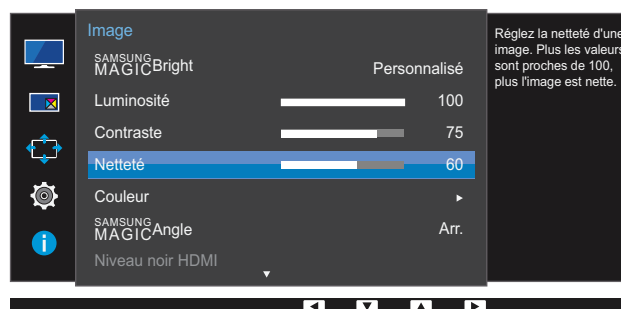 Image
SAMSUNG
MAGICBright Personnalisé
Luminosité 100
Contraste 75
Netteté 60
Couleur
SAMSUNG
MAGICAngle Arr.
Niveau noir HDMI
Réglez la netteté d'une
image. Plus les valeurs
sont proches de 100,
plus l'image est nette.